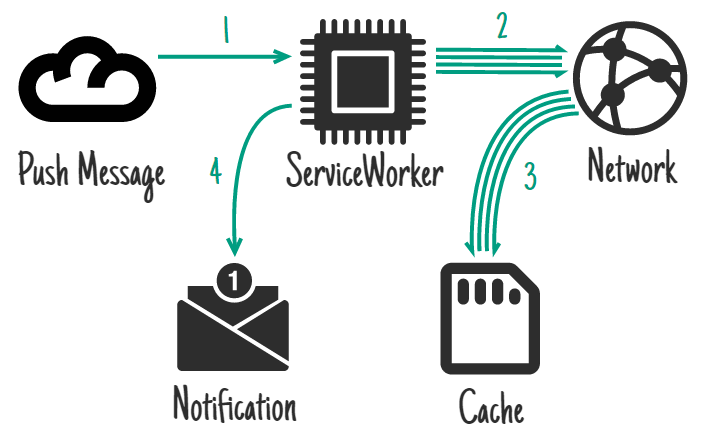 1
2
Push Message
ServiceWorker
Network
4
3
1
Notification
Cache